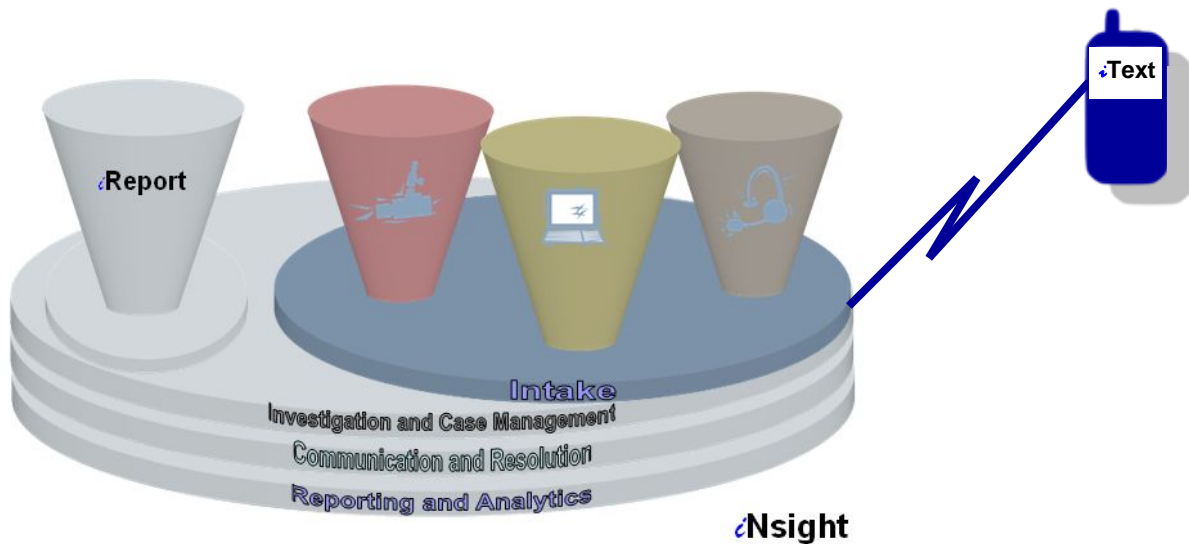 iText
iReport
Intake
Investigation and Case Management
Communication and Resolution
Reporting and Analytics
iNsight